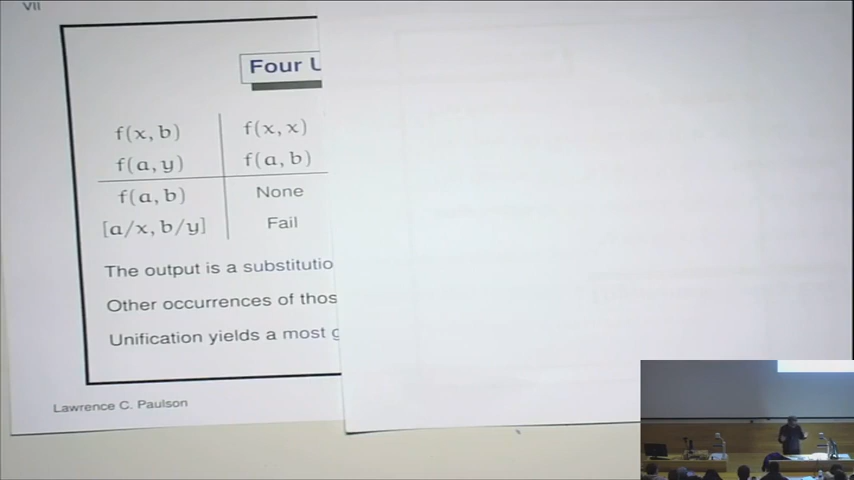 VII
Four U
f(x, b) f(x, x)
f(a, y) f(a, b)
f(a, b) None
[a/x, b/y] Fail
The output is a substitutio
Other occurrences of thos
Unification yields a most g
Lawrence C. Paulson